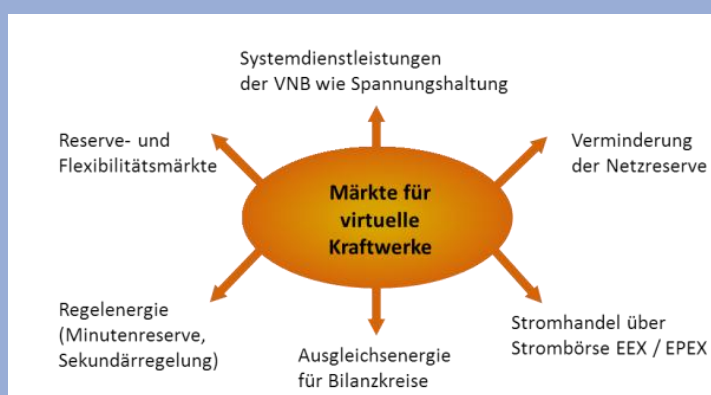 Systemdienstleistungen
der VNB wie Spannungshaltung
Reserve- und
Flexibilitätsmärkte
Verminderung
der Netzreserve
Märkte für
virtuelle
Kraftwerke
Regelenergie
(Minutenreserve,
Sekundärregelung)
Ausgleichsenergie
für Bilanzkreise
Stromhandel über
Strombörse EEX / EPEX